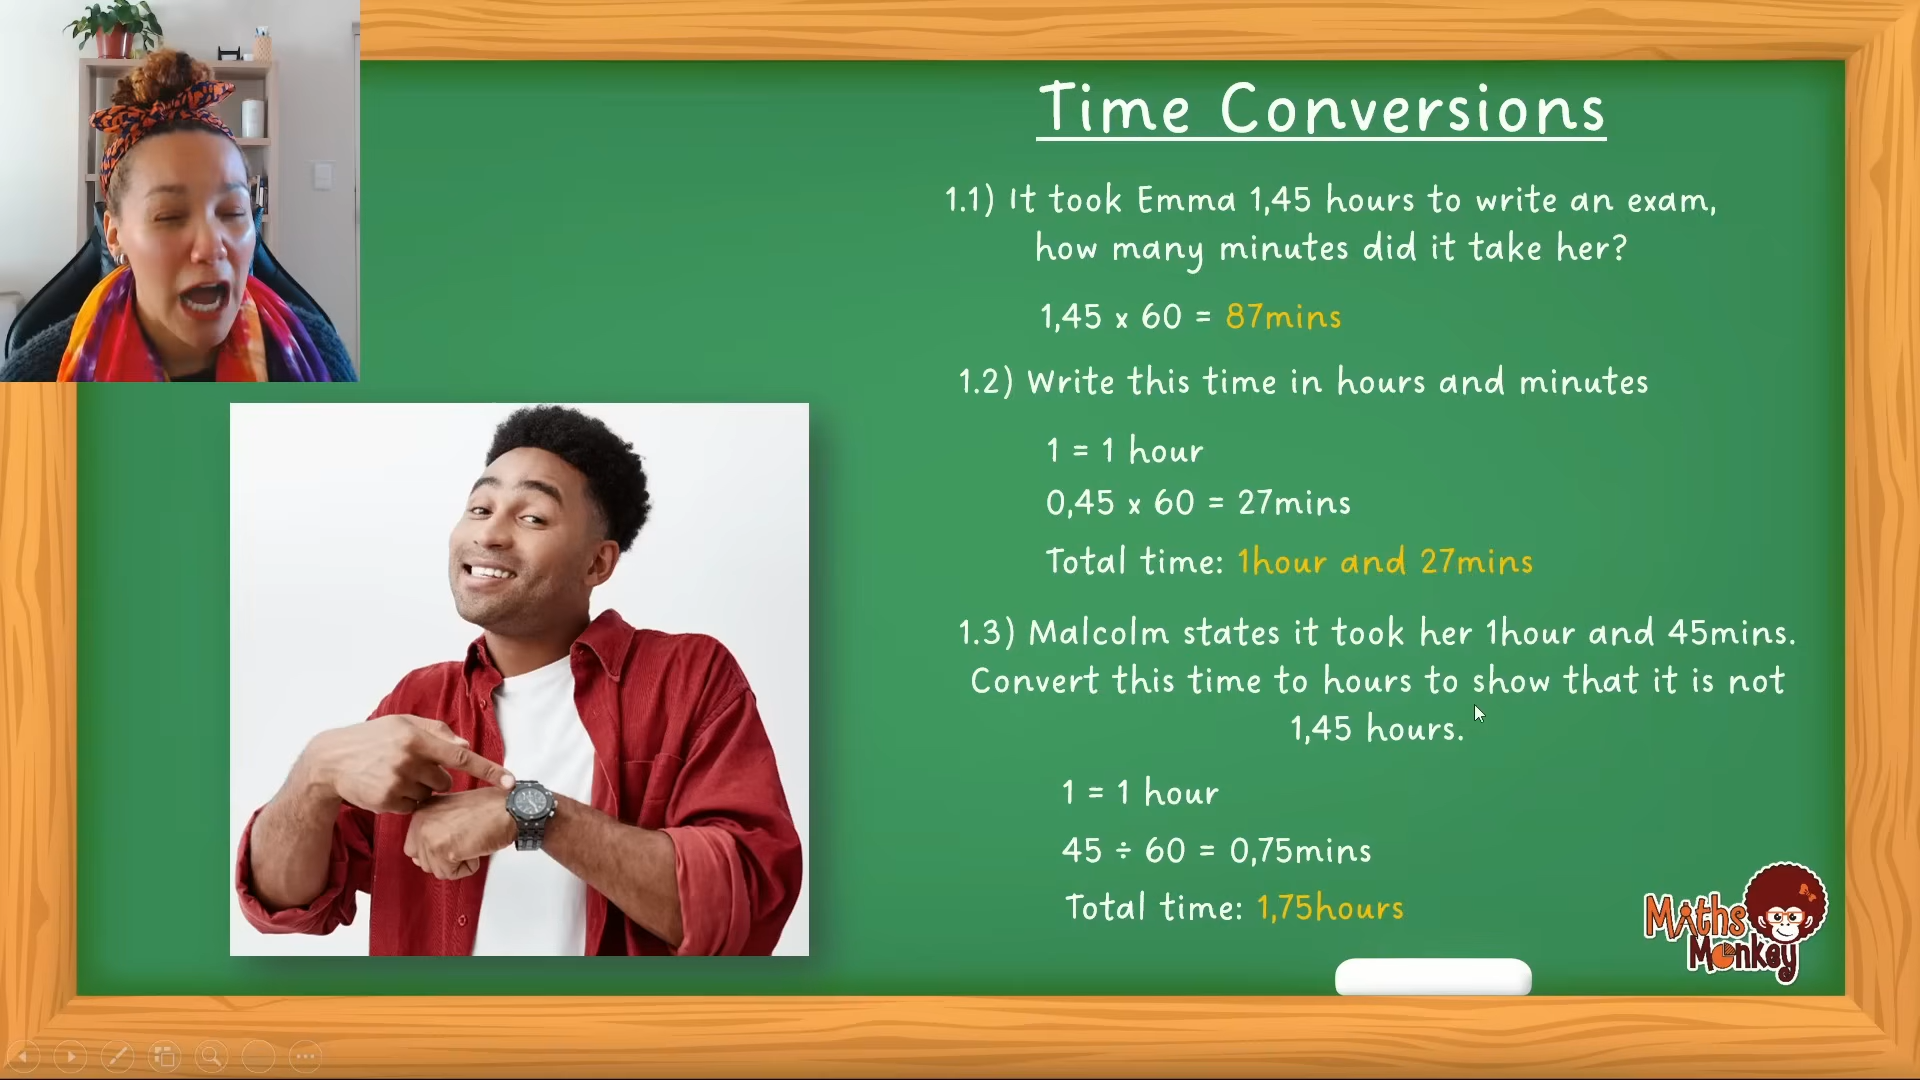 Time Conversions
1.1) It took Emma 1,45 hours to write an exam,
how many minutes did it take her?
1,45 x 60 = 87mins
1.2) Write this time in hours and minutes
1 = 1 hour
0,45 x 60 = 27mins
Total time: 1hour and 27mins
1.3) Malcolm states it took her 1hour and 45mins.
Convert this time to hours to show that it is not
1,45 hours.
1 = 1 hour
45 ÷ 60 = 0,75mins
Total time: 1,75hours
Maths
Monkey